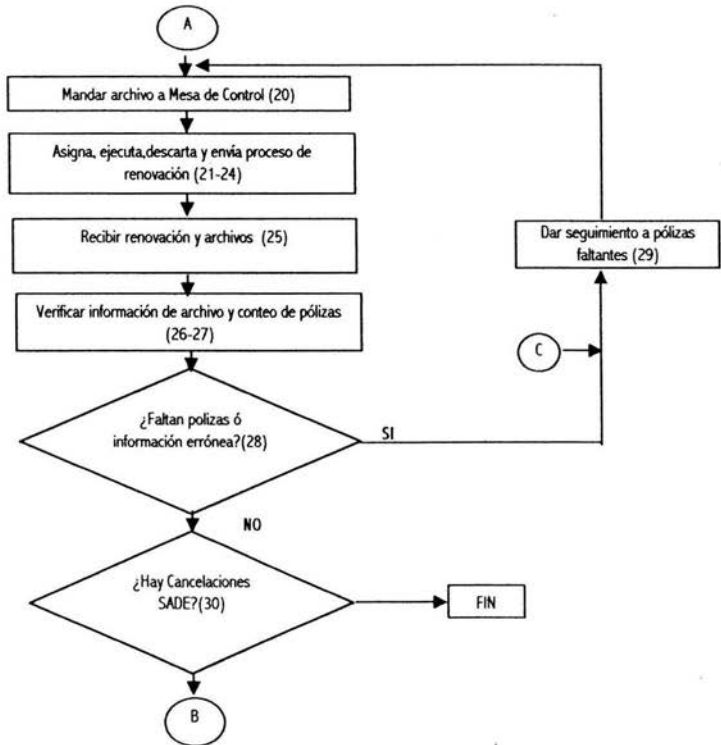 A
Mandar archivo a Mesa de Control (20)
Asigna, ejecuta,descarta y envía proceso de
renovación (21-24)
Recibir renovación y archivos (25)
Dar seguimiento a pólizas
faltantes (29)
Verificar información de archivo y conteo de pólizas
(26-27)
C
¿Faltan polizas ó
información errónea?(28)
SI
NO
¿Hay Cancelaciones
SADE?(30)
FIN
B